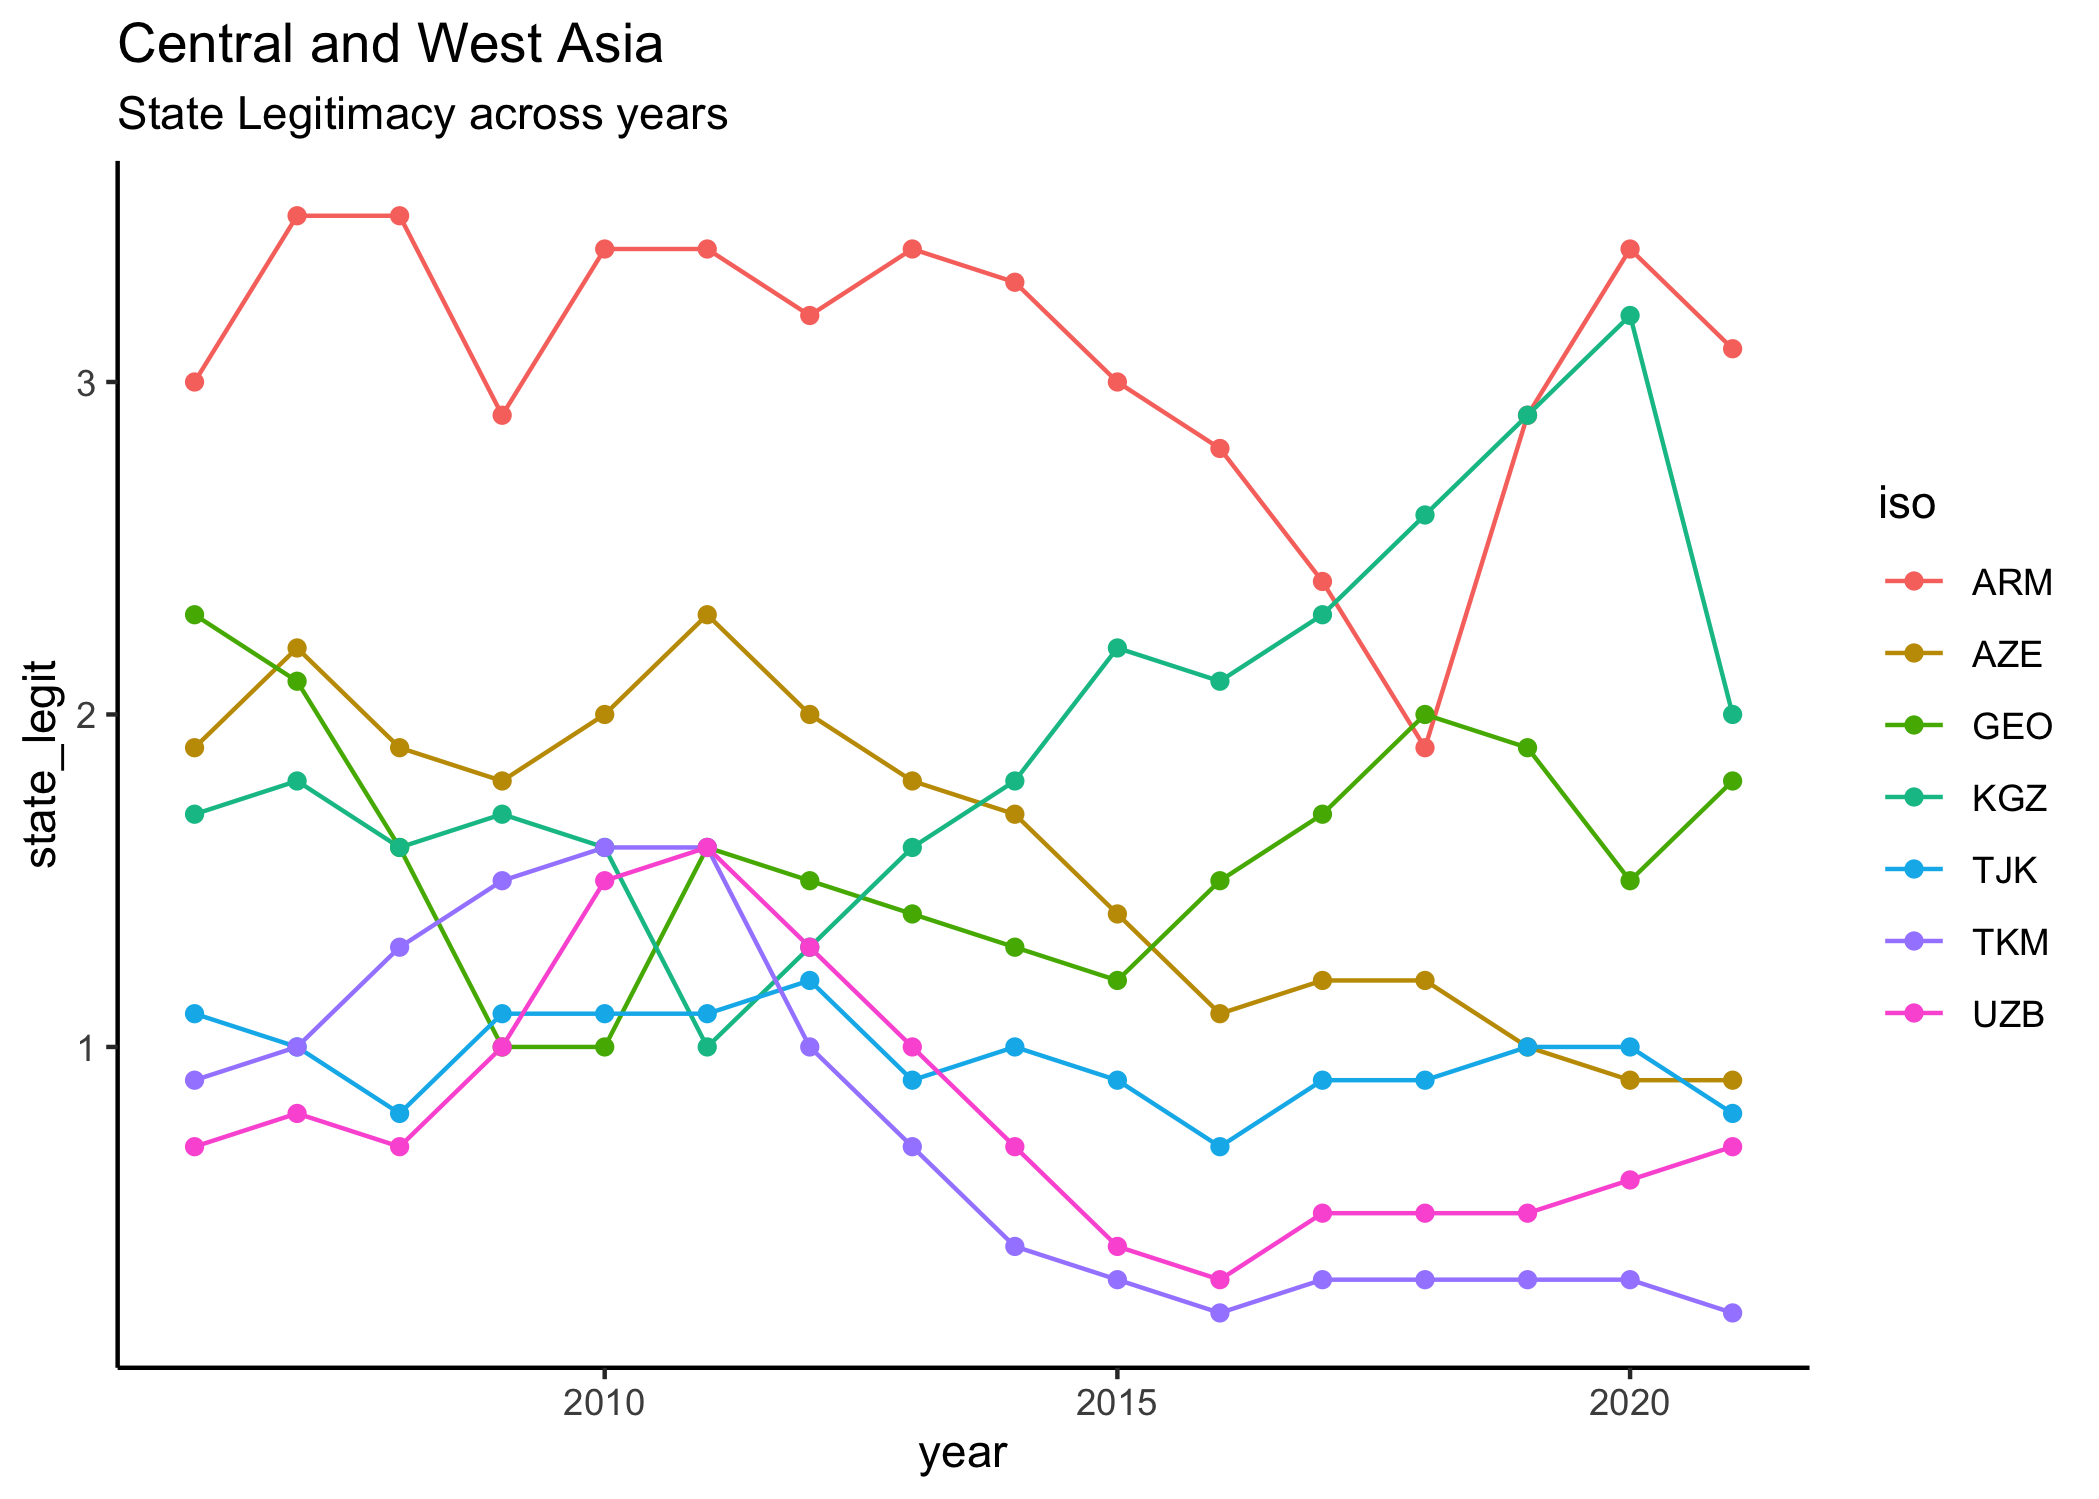 Central and West Asia
State Legitimacy across years
state_legit
3
2
1
2010
2015
2020
year
iso
ARM
AZE
GEO
KGZ
TJK
TKM
UZB